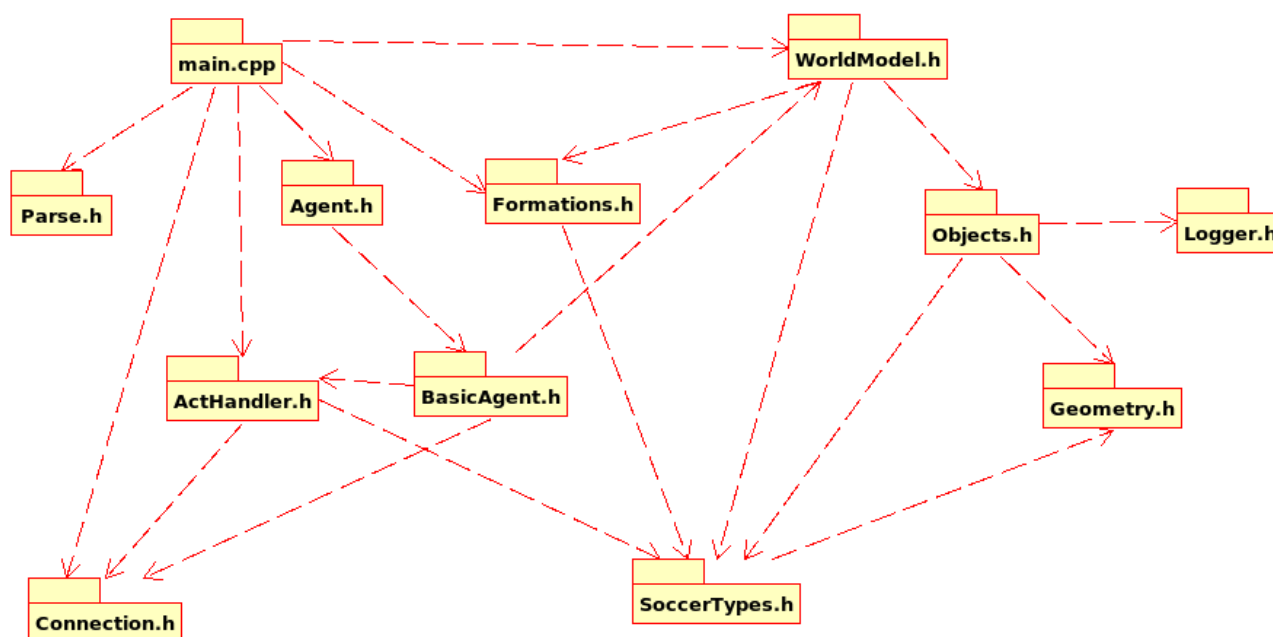 main.cpp
WorldModel.h
Parse.h
Agent.h
Formations.h
Objects.h
Logger.h
ActHandler.h
BasicAgent.h
Geometry.h
Connection.h
SoccerTypes.h